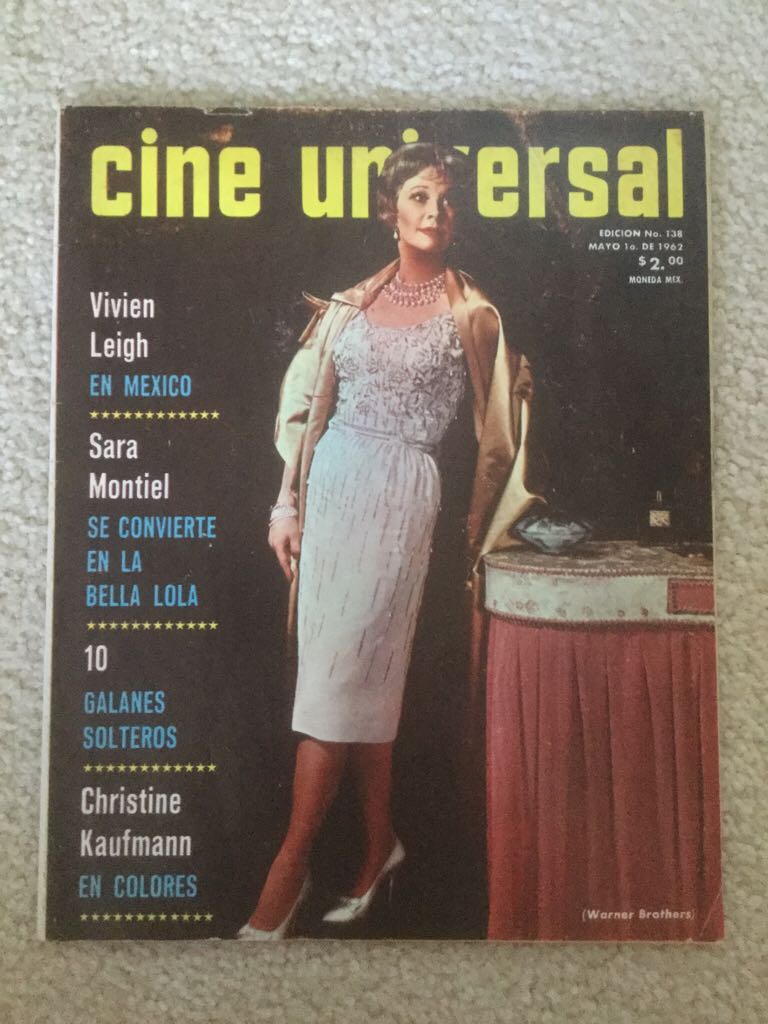 cine universal
EDICION No. 138
MAYO 1o. DE 1962
$2.00
MONEDA MEX.
Vivien
Leigh
EN MEXICO
Sara
Montiel
SE CONVIERTE
EN LA
BELLA LOLA
10
GALANES
SOLTEROS
Christine
Kaufmann
EN COLORES
(Warner Brothers)